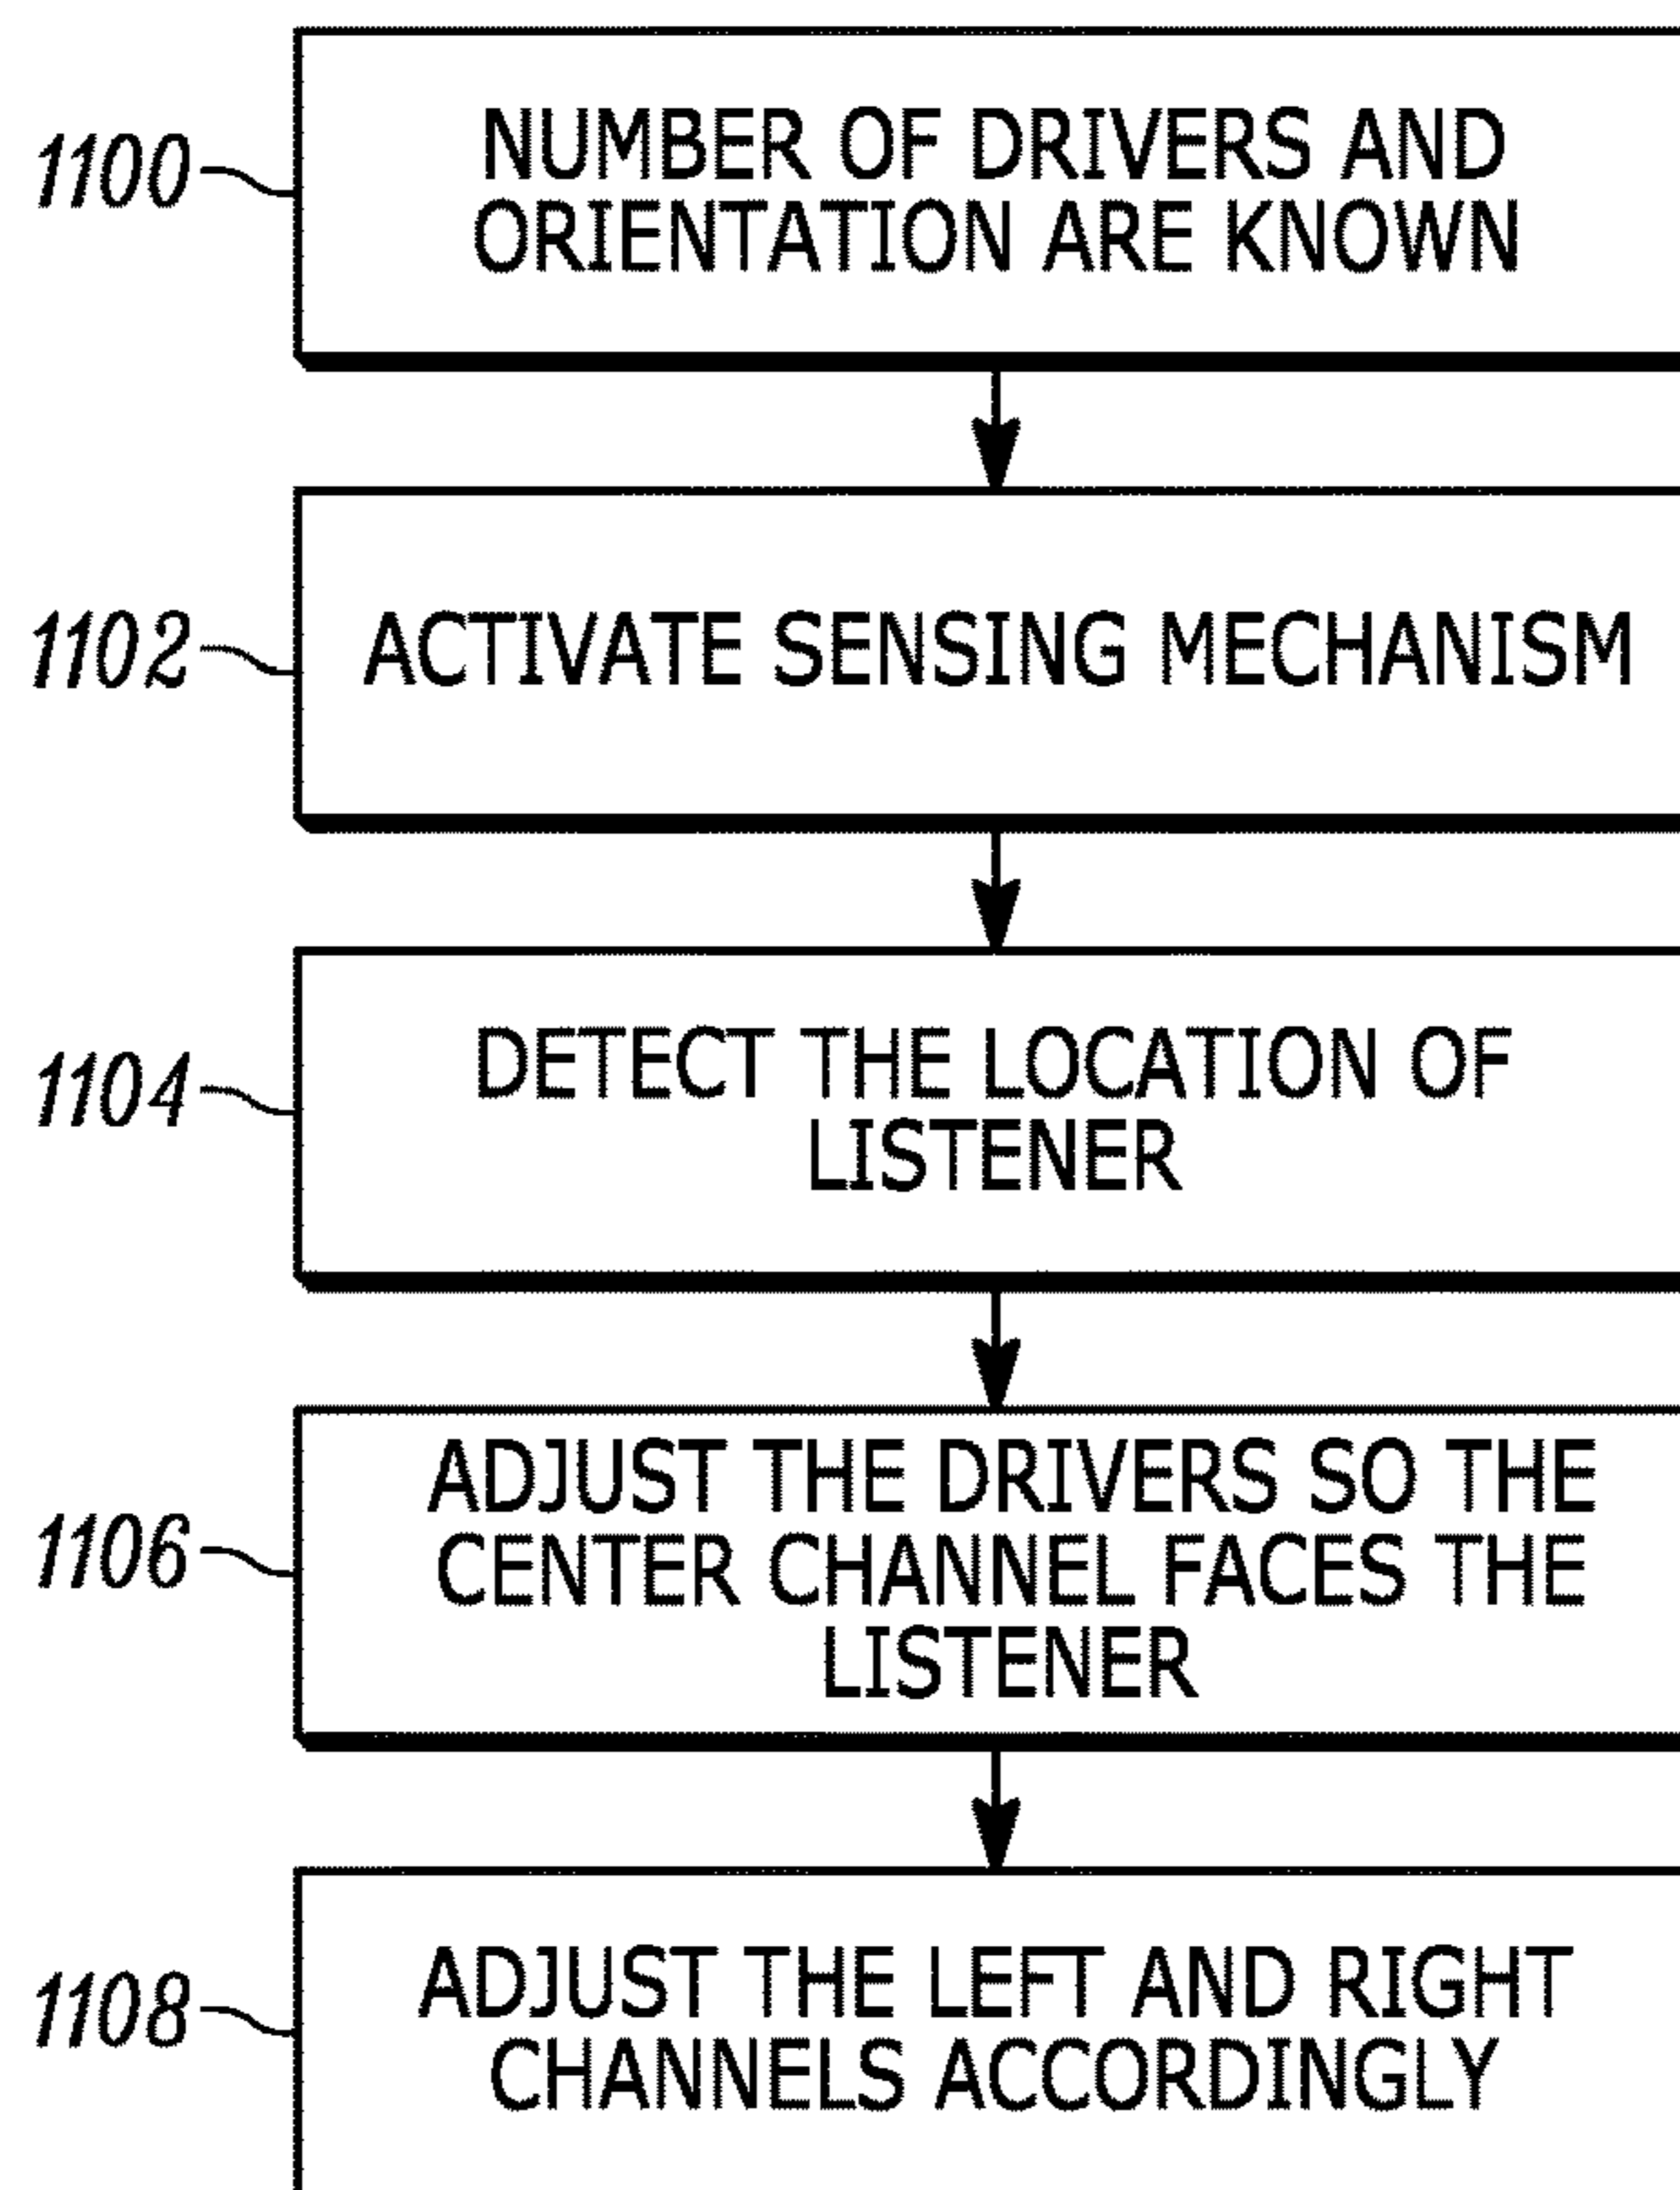 1100
NUMBER OF DRIVERS AND
ORIENTATION ARE KNOWN
1102
ACTIVATE SENSING MECHANISM
1104
DETECT THE LOCATION OF
LISTENER
1106
ADJUST THE DRIVERS SO THE
CENTER CHANNEL FACES THE
LISTENER
1108
ADJUST THE LEFT AND RIGHT
CHANNELS ACCORDINGLY